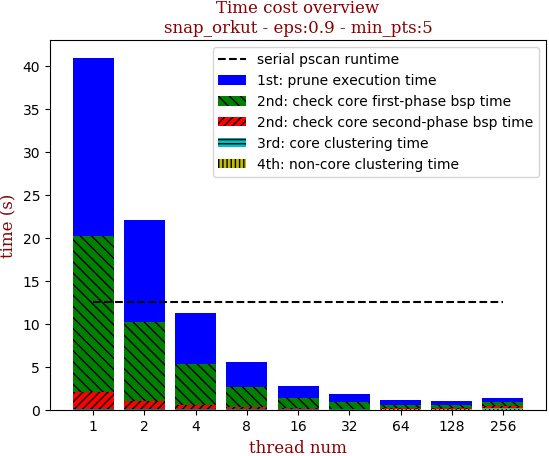 Time cost overview
snap_orkut - eps:0.9 - min_pts:5
serial pscan runtime
1st: prune execution time
2nd: check core first-phase bsp time
2nd: check core second-phase bsp time
3rd: core clustering time
4th: non-core clustering time
time (s)
40
35
30
25
20
15
10
5
0
1 2 4 8 16 32 64 128 256
thread num